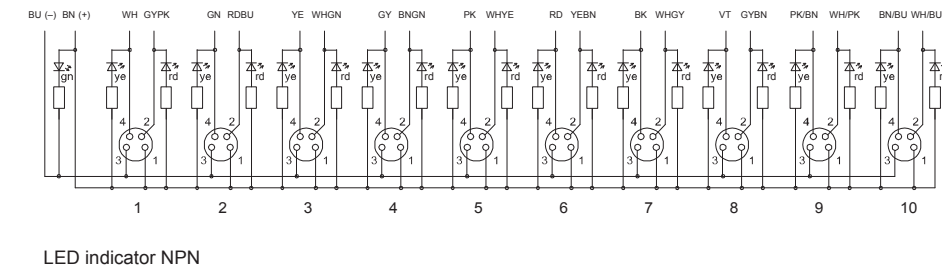 BU (–) BN (+) WH GYPK GN RDBU YE WHGN GY BNGN PK WHYE RD YEBN BK WHGY VT GYBN PK/BN WH/PK BN/BU WH/BU
gn ye rd ye rd ye rd ye rd ye rd ye rd ye rd ye rd ye rd ye
4 2 4 2 4 2 4 2 4 2 4 2 4 2 4 2 4 2 4 2
3 1 3 1 3 1 3 1 3 1 3 1 3 1 3 1 3 1 3 1
1 2 3 4 5 6 7 8 9 10
LED indicator NPN